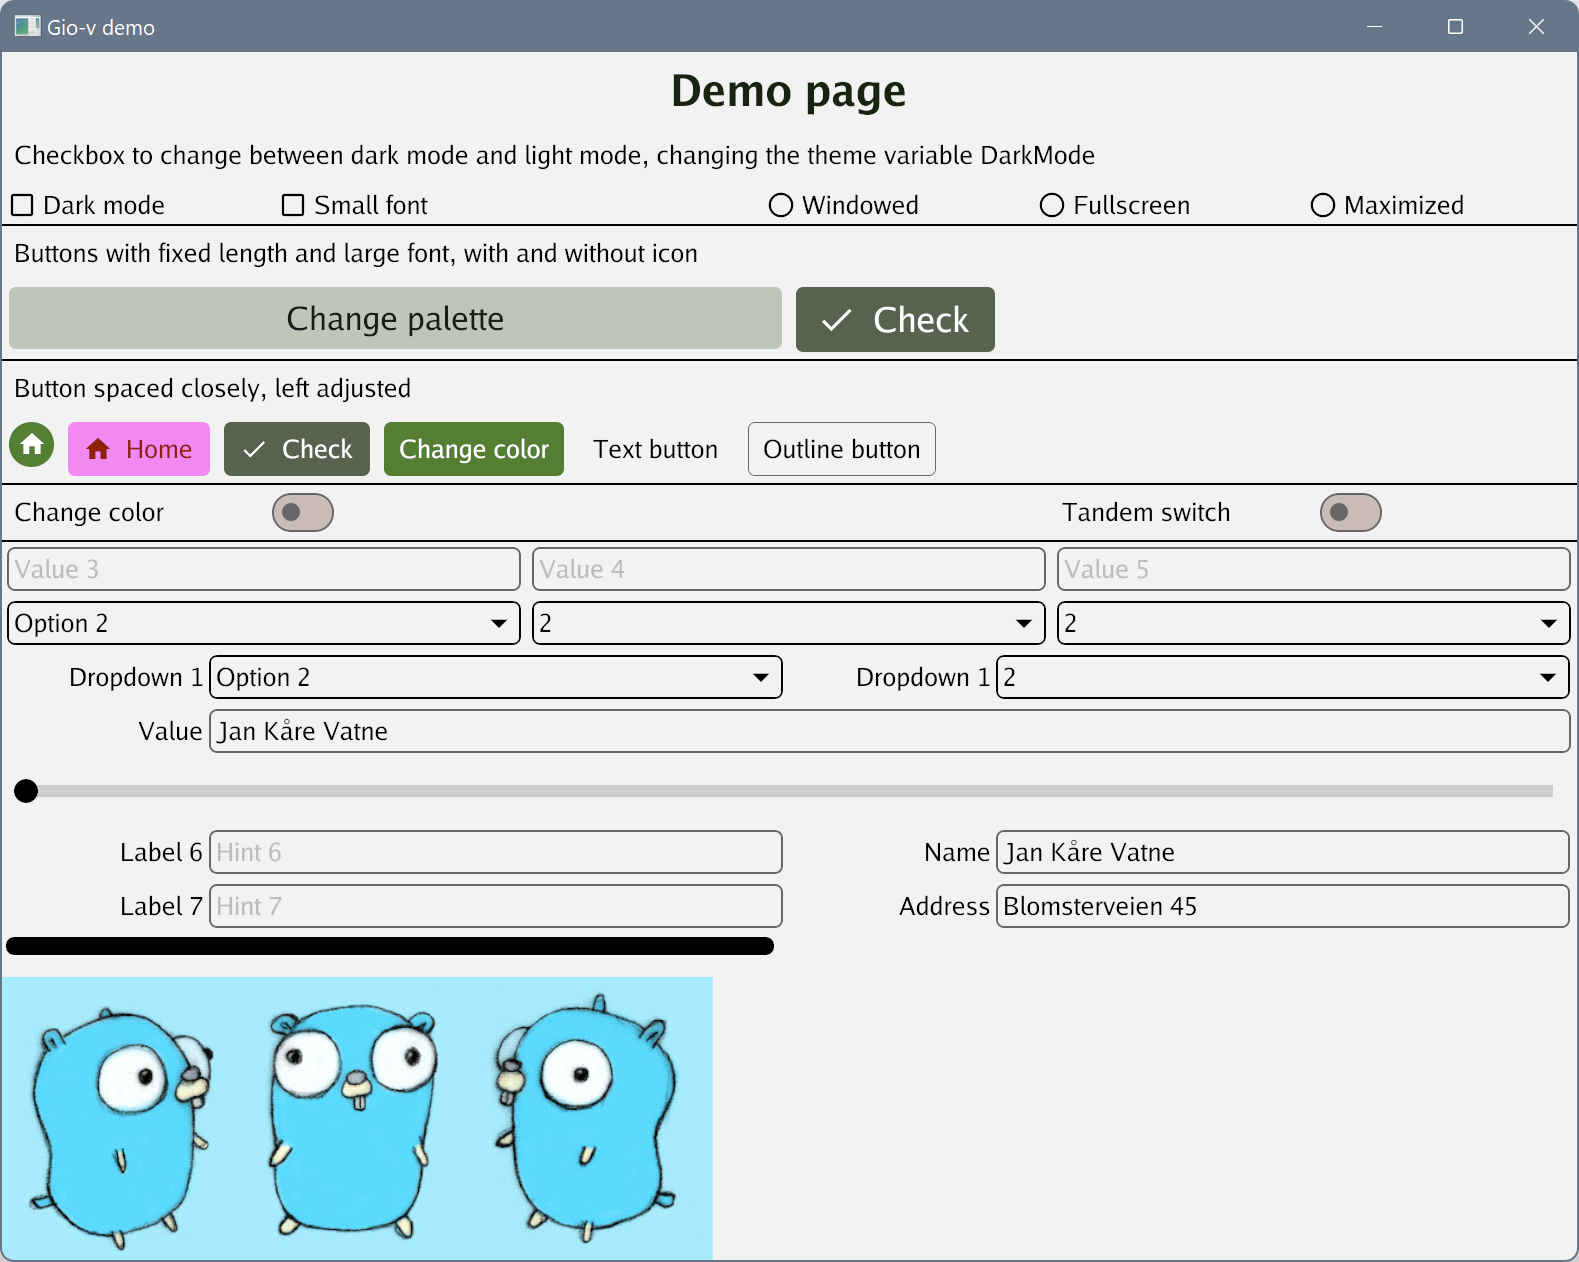 Gio-v demo
Demo page
Checkbox to change between dark mode and light mode, changing the theme variable DarkMode
Dark mode Small font Windowed Fullscreen Maximized
Buttons with fixed length and large font, with and without icon
Change palette Check
Button spaced closely, left adjusted
Home Check Change color Text button Outline button
Change color Tandem switch
Value 3 Value 4 Value 5
Option 2 2 2
Dropdown 1 Option 2 Dropdown 1 2
Value Jan Kåre Vatne
Label 6 Hint 6 Name Jan Kåre Vatne
Label 7 Hint 7 Address Blomsterveien 45